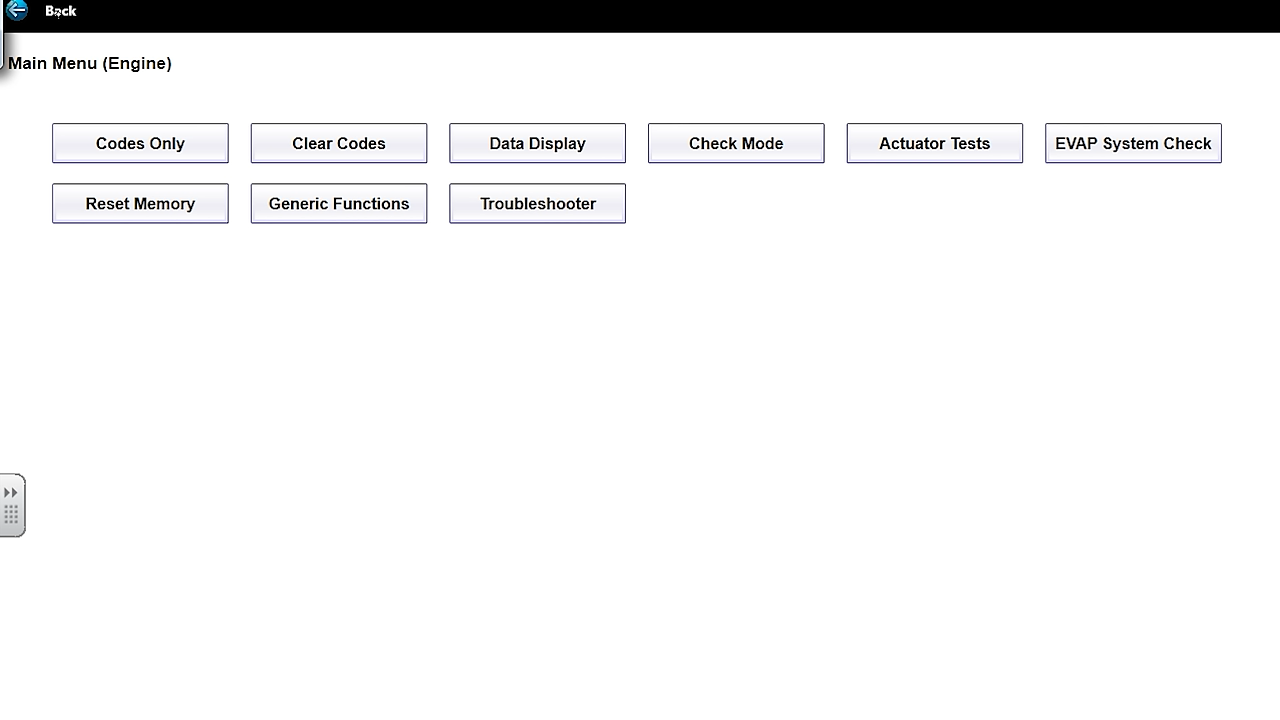 Back
Main Menu (Engine)
Codes Only Clear Codes Data Display Check Mode Actuator Tests EVAP System Check
Reset Memory Generic Functions Troubleshooter